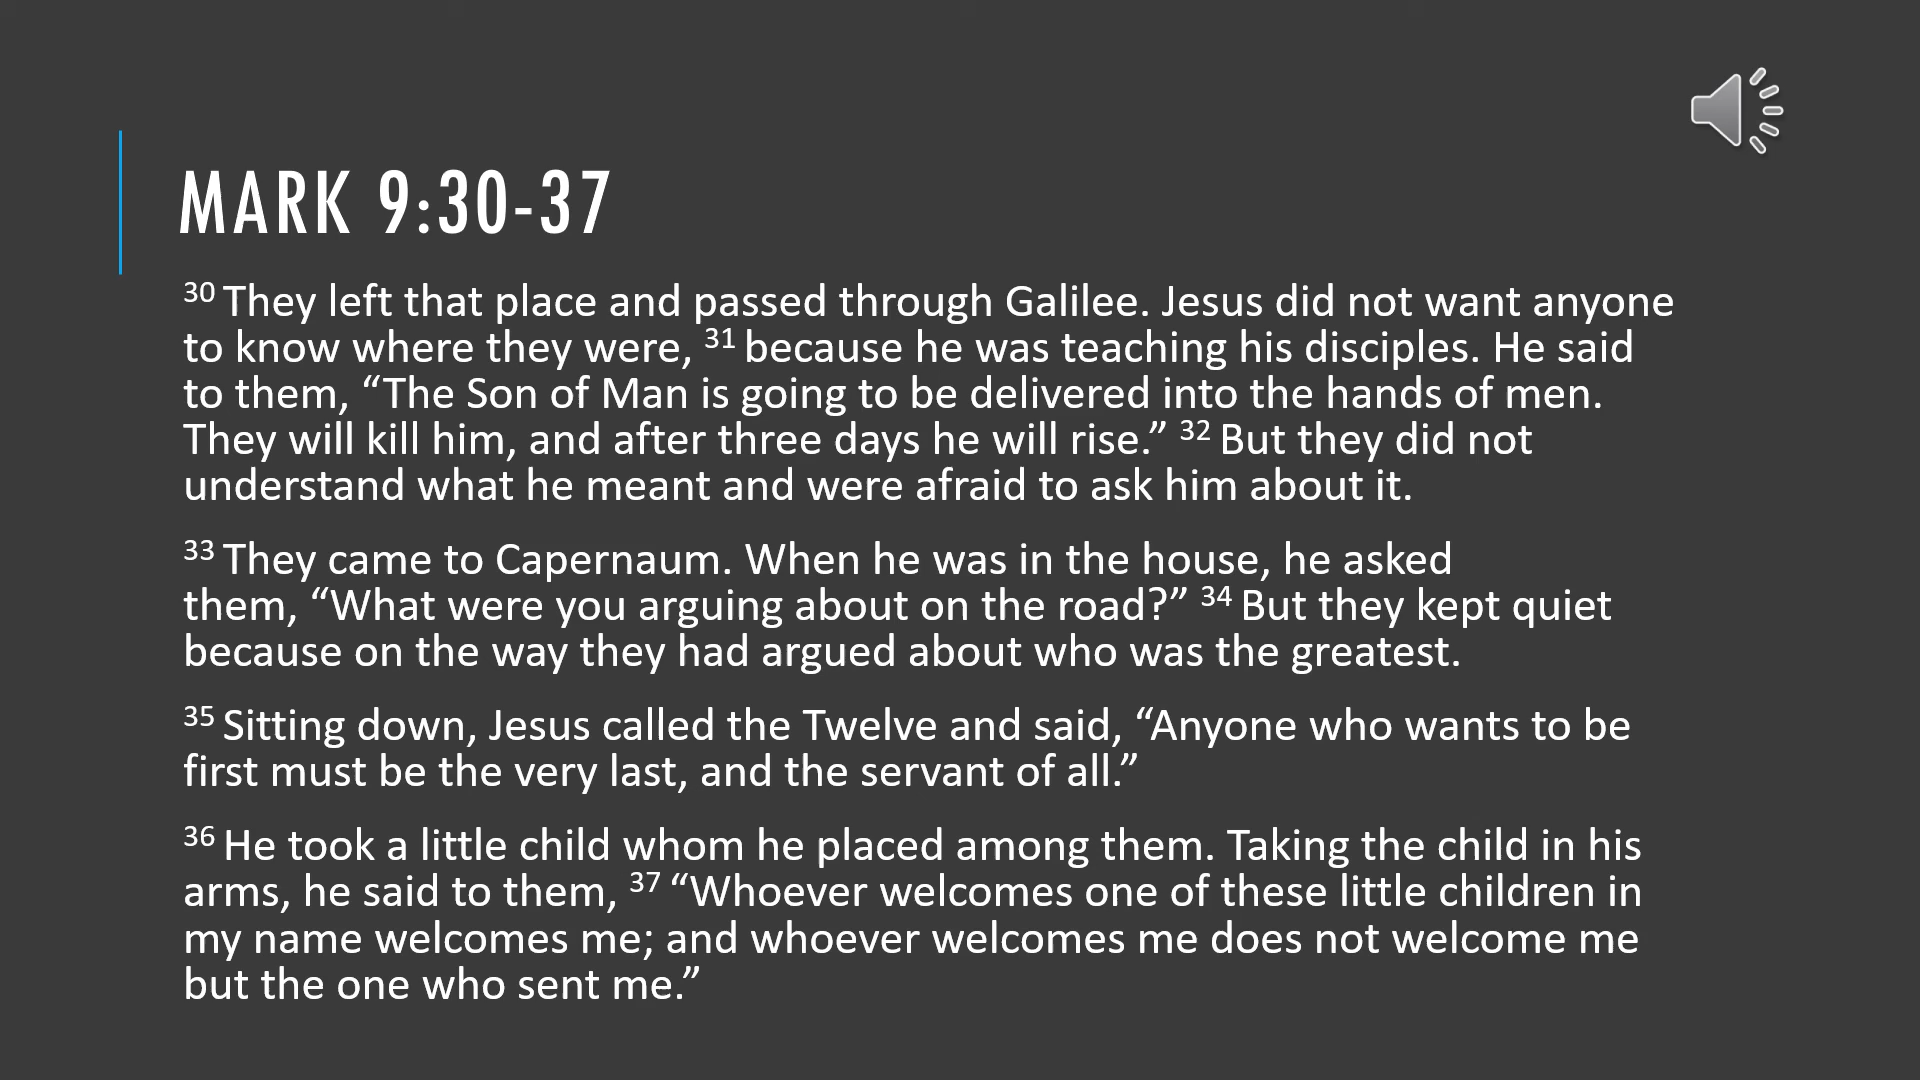 MARK 9:30-37
30 They left that place and passed through Galilee. Jesus did not want anyone
to know where they were, 31 because he was teaching his disciples. He said
to them, “The Son of Man is going to be delivered into the hands of men.
They will kill him, and after three days he will rise.” 32 But they did not
understand what he meant and were afraid to ask him about it.
33 They came to Capernaum. When he was in the house, he asked
them, “What were you arguing about on the road?” 34 But they kept quiet
because on the way they had argued about who was the greatest.
35 Sitting down, Jesus called the Twelve and said, “Anyone who wants to be
first must be the very last, and the servant of all.”
36 He took a little child whom he placed among them. Taking the child in his
arms, he said to them, 37 “Whoever welcomes one of these little children in
my name welcomes me; and whoever welcomes me does not welcome me
but the one who sent me.”